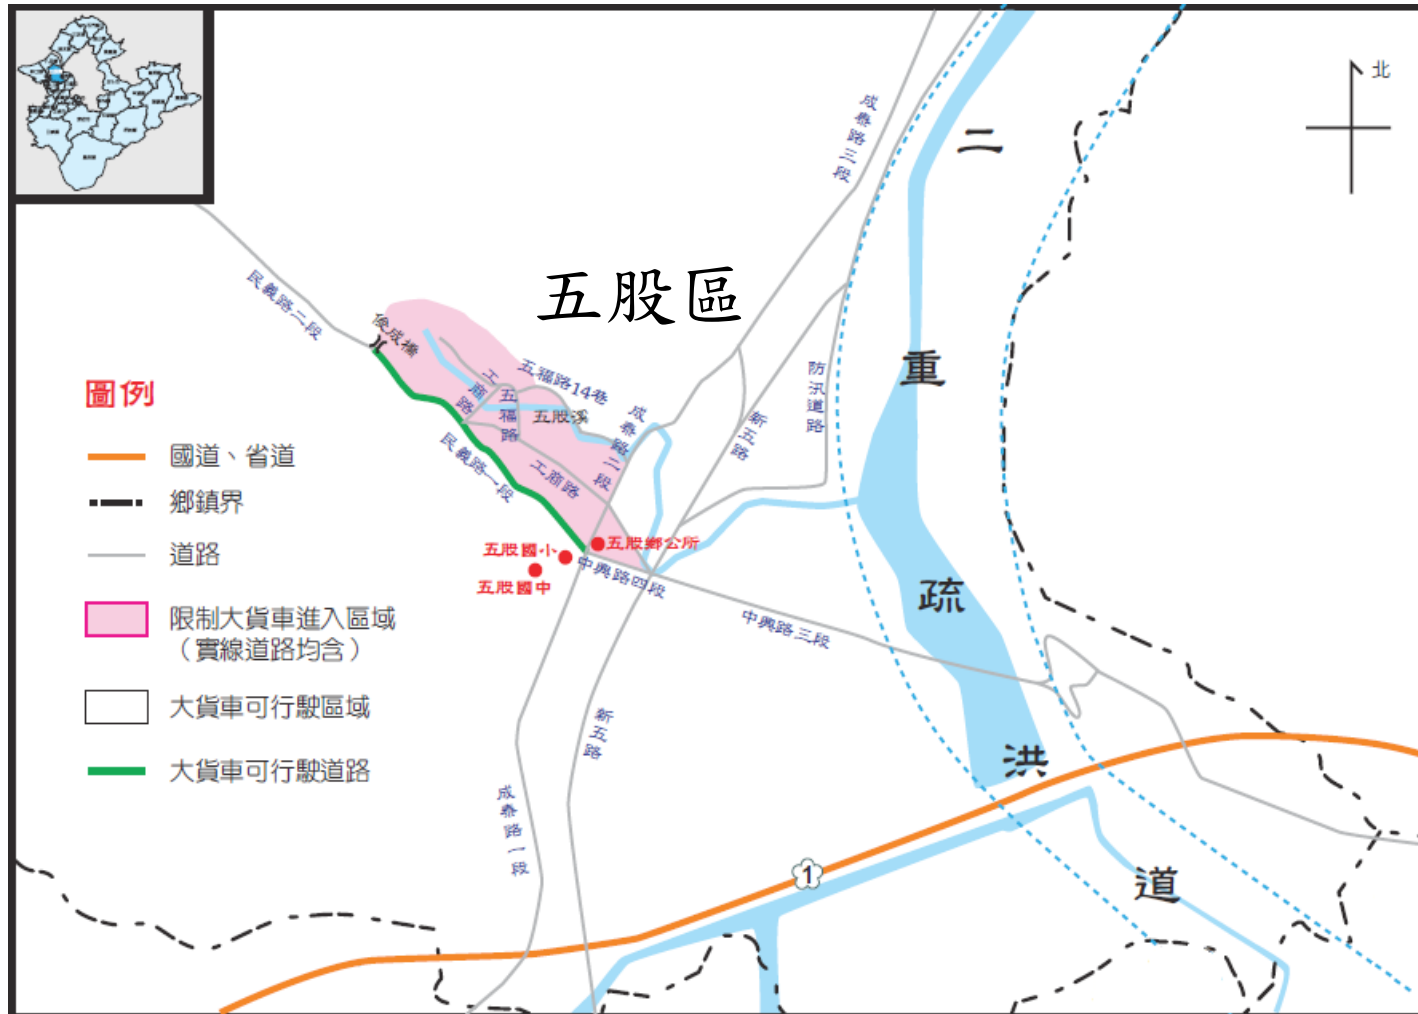 北
二
重
疏
洪
道
五股區
成泰路三段
民義路二段
俊成橋
工商路
五福路
五福路14巷
五股溪
成泰路二段
新五路
防汛道路
民義路一段
工商路
五股國小
五股鄉公所
五股國中
中興路四段
中興路三段
新五路
成泰路一段
1
圖例
國道、省道
鄉鎮界
道路
限制大貨車進入區域
（實線道路均含）
大貨車可行駛區域
大貨車可行駛道路